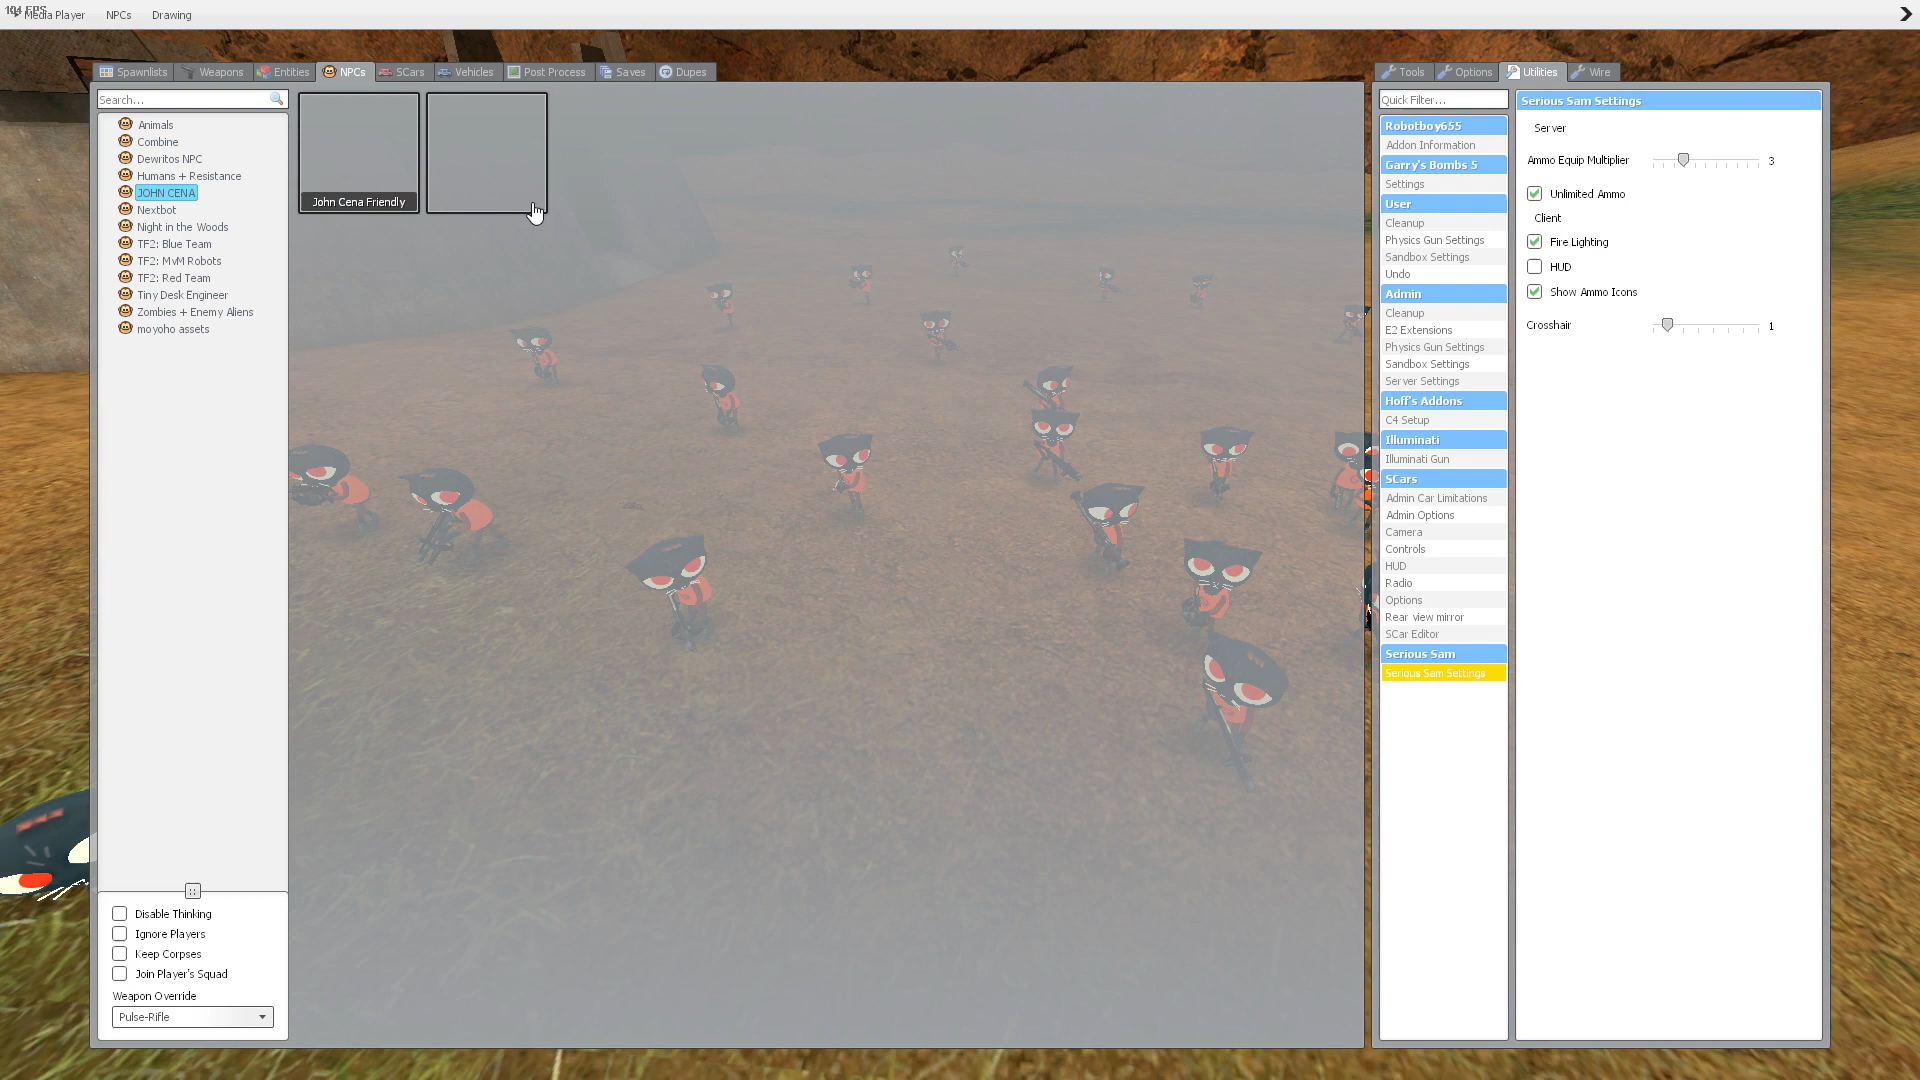 101 FPS
Media Player
NPCs
Drawing
Spawnlists
Weapons
Entities
NPCs
SCars
Vehicles
Post Process
Saves
Dupes
Search...
Animals
Combine
Dewritos NPC
Humans + Resistance
JOHN CENA
Nextbot
Night in the Woods
TF2: Blue Team
TF2: MvM Robots
TF2: Red Team
Tiny Desk Engineer
Zombies + Enemy Aliens
moyoho assets
John Cena Friendly
Disable Thinking
Ignore Players
Keep Corpses
Join Player's Squad
Weapon Override
Pulse-Rifle
Tools
Options
Utilities
Wire
Quick Filter...
Robotboy655
Addon Information
Garry's Bombs 5
Settings
User
Cleanup
Physics Gun Settings
Sandbox Settings
Undo
Admin
Cleanup
E2 Extensions
Physics Gun Settings
Sandbox Settings
Server Settings
Hoff's Addons
C4 Setup
Illuminati
Illuminati Gun
SCars
Admin Car Limitations
Admin Options
Camera
Controls
HUD
Radio
Options
Rear view mirror
SCar Editor
Serious Sam
Serious Sam Settings
Serious Sam Settings
Server
Ammo Equip Multiplier 3
Unlimited Ammo
Client
Fire Lighting
HUD
Show Ammo Icons
Crosshair 1